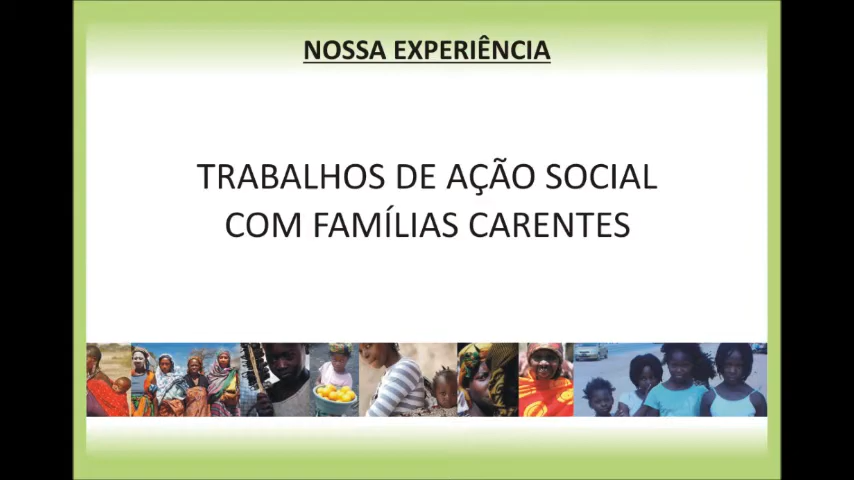 NOSSA EXPERIÊNCIA
TRABALHOS DE AÇÃO SOCIAL
COM FAMÍLIAS CARENTES